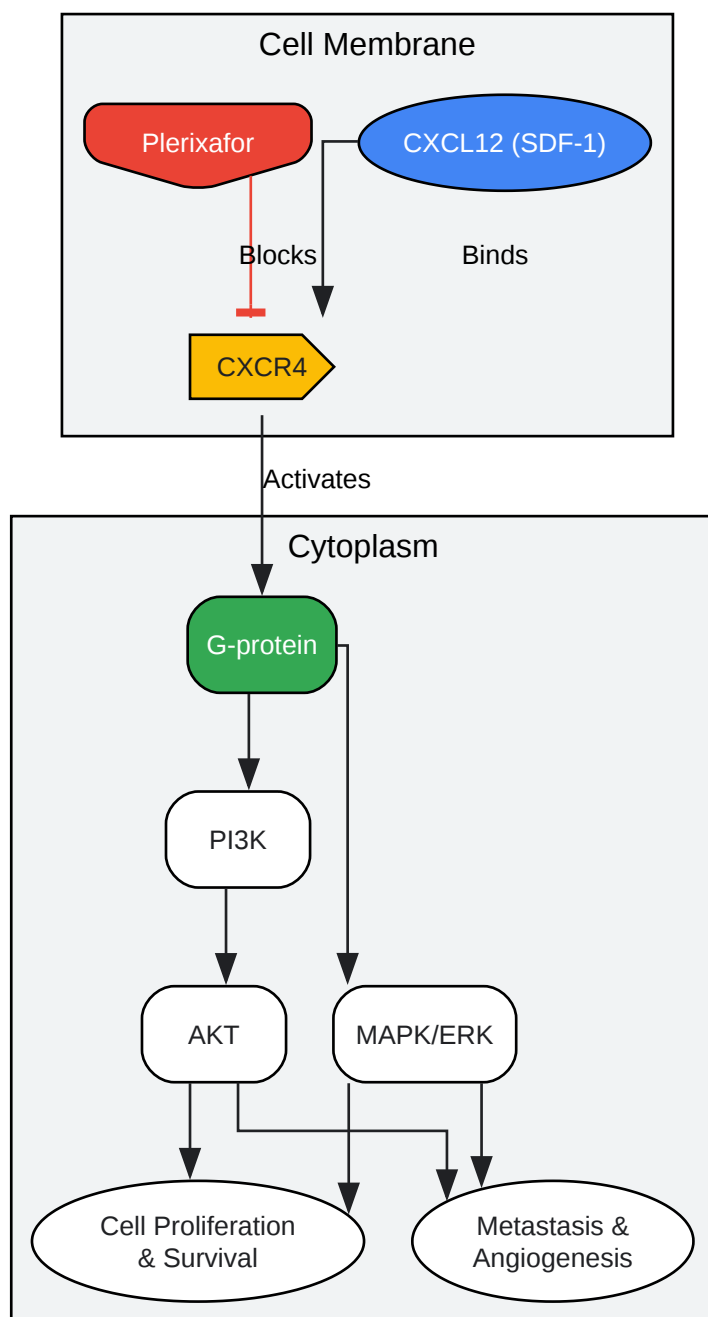 Cell Membrane
Plerixafor
CXCL12 (SDF-1)
Blocks
Binds
CXCR4
Activates
Cytoplasm
G-protein
PI3K
AKT
MAPK/ERK
Cell Proliferation
& Survival
Metastasis &
Angiogenesis